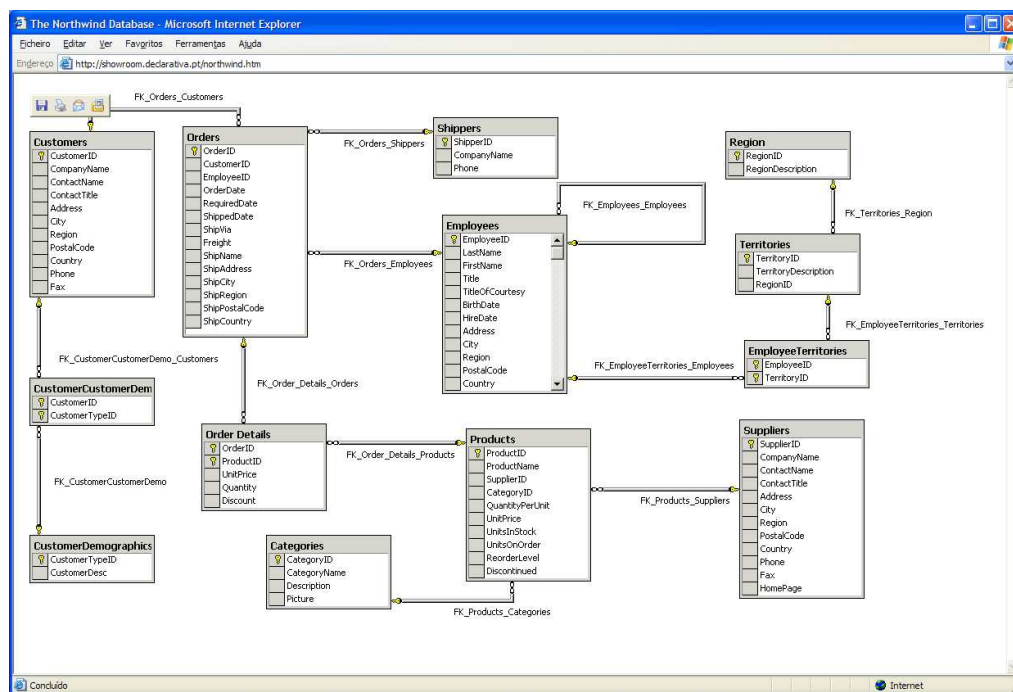 The Northwind Database - Microsoft Internet Explorer
Ficheiro Editar Ver Favoritos Ferramentas Ajuda
Endereço http://showroom.declarativa.pt/northwind.htm
FK_Orders_Customers
Customers
CustomerID
CompanyName
ContactName
ContactTitle
Address
City
Region
PostalCode
Country
Phone
Fax
Orders
OrderID
CustomerID
EmployeeID
OrderDate
RequiredDate
ShippedDate
ShipVia
Freight
ShipName
ShipAddress
ShipCity
ShipRegion
ShipPostalCode
ShipCountry
FK_Orders_Shippers
Shippers
ShipperID
CompanyName
Phone
Region
RegionID
RegionDescription
FK_Employees_Employees
FK_Territories_Region
FK_Orders_Employees
Employees
EmployeeID
LastName
FirstName
Title
TitleOfCourtesy
BirthDate
HireDate
Address
City
Region
PostalCode
Country
Territories
TerritoryID
TerritoryDescription
RegionID
FK_EmployeeTerritories_Territories
EmployeeTerritories
EmployeeID
TerritoryID
FK_EmployeeTerritories_Employees
FK_CustomerCustomerDemo_Customers
FK_Order_Details_Orders
CustomerCustomerDem
CustomerID
CustomerTypeID
FK_CustomerCustomerDemo
CustomerDemographics
CustomerTypeID
CustomerDesc
Order Details
OrderID
ProductID
UnitPrice
Quantity
Discount
FK_Order_Details_Products
Products
ProductID
ProductName
SupplierID
CategoryID
QuantityPerUnit
UnitPrice
UnitsInStock
UnitsOnOrder
ReorderLevel
Discontinued
FK_Products_Suppliers
Suppliers
SupplierID
CompanyName
ContactName
ContactTitle
Address
City
Region
PostalCode
Country
Phone
Fax
HomePage
Categories
CategoryID
CategoryName
Description
Picture
FK_Products_Categories
Concluído
Internet